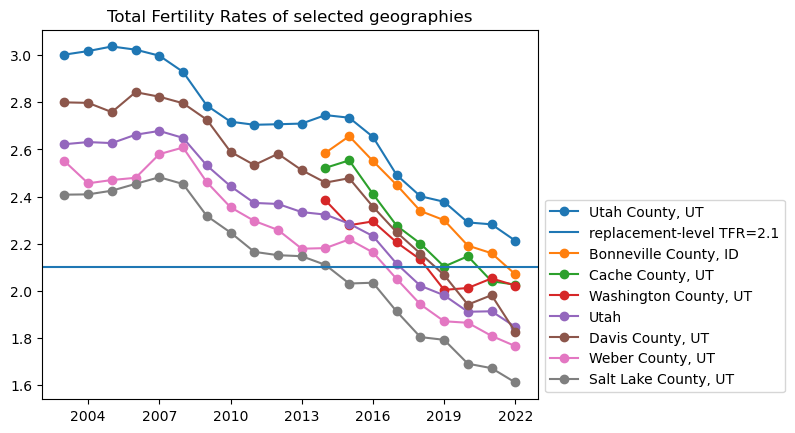 Total Fertility Rates of selected geographies
3.0
2.8
2.6
2.4
2.2
2.0
1.8
1.6
2004 2007 2010 2013 2016 2019 2022
Utah County, UT
replacement-level TFR=2.1
Bonneville County, ID
Cache County, UT
Washington County, UT
Utah
Davis County, UT
Weber County, UT
Salt Lake County, UT